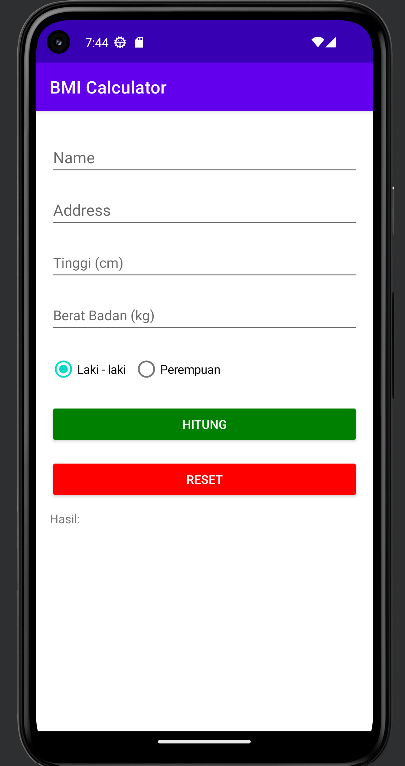 7:44
BMI Calculator
Name
Address
Tinggi (cm)
Berat Badan (kg)
Laki - laki Perempuan
HITUNG
RESET
Hasil: